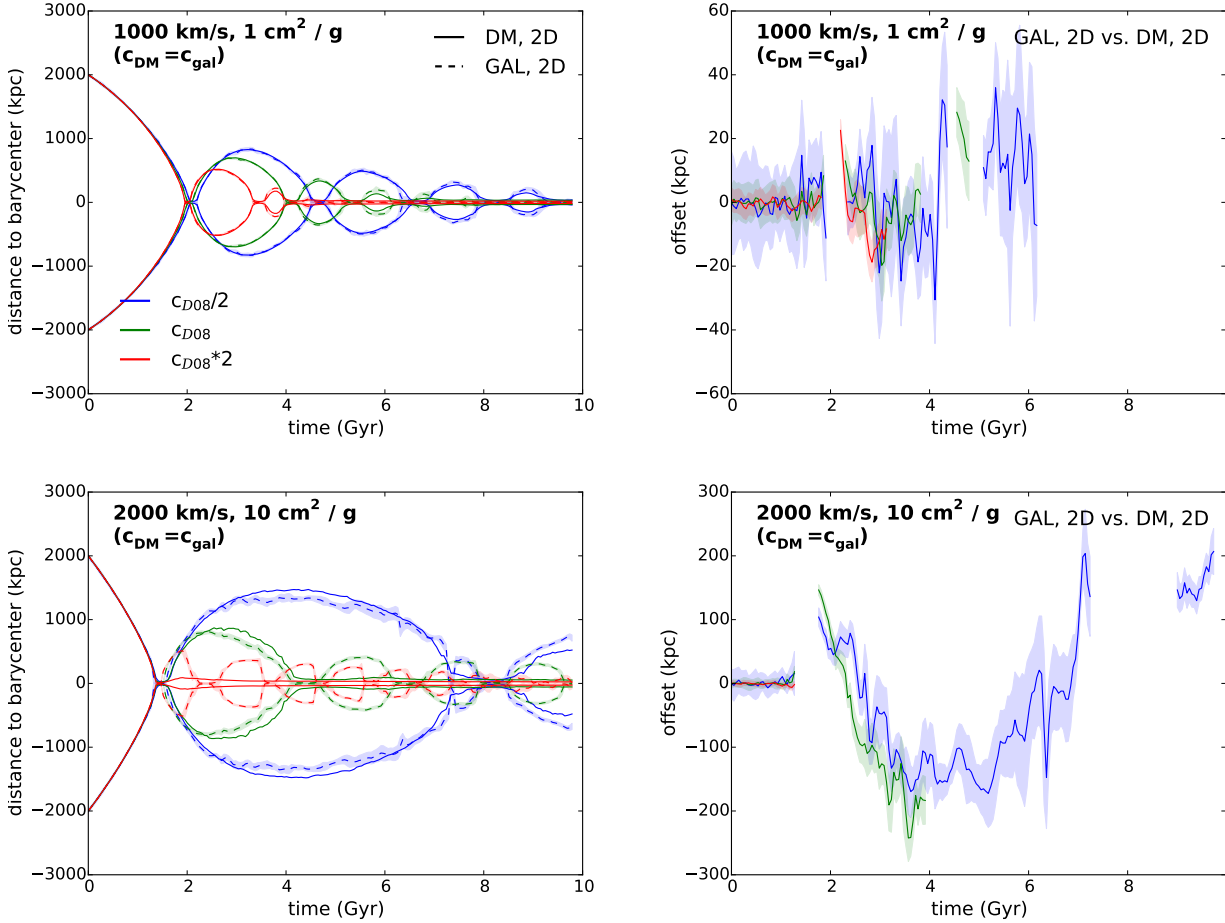 1000 km/s, 1 cm² / g
(c_DM=c_gal)
DM, 2D
GAL, 2D
c_D08/2
c_D08
c_D08*2
distance to barycenter (kpc)
3000
2000
1000
0
−1000
−2000
−3000
0 2 4 6 8 10
time (Gyr)
1000 km/s, 1 cm² / g
(c_DM=c_gal)
GAL, 2D vs. DM, 2D
offset (kpc)
60
40
20
0
−20
−40
−60
0 2 4 6 8
time (Gyr)
2000 km/s, 10 cm² / g
(c_DM=c_gal)
distance to barycenter (kpc)
3000
2000
1000
0
−1000
−2000
−3000
0 2 4 6 8 10
time (Gyr)
2000 km/s, 10 cm² / g
(c_DM=c_gal)
GAL, 2D vs. DM, 2D
offset (kpc)
300
200
100
0
−100
−200
−300
0 2 4 6 8
time (Gyr)